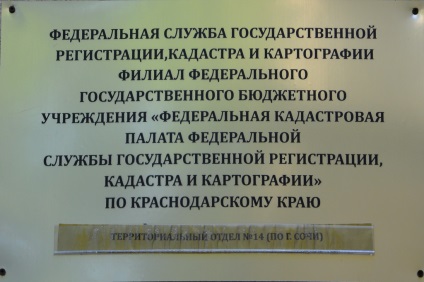 ФЕДЕРАЛЬНАЯ СЛУЖБА ГОСУДАРСТВЕННОЙ
РЕГИСТРАЦИИ,КАДАСТРА И КАРТОГРАФИИ
ФИЛИАЛ ФЕДЕРАЛЬНОГО
ГОСУДАРСТВЕННОГО БЮДЖЕТНОГО
УЧРЕЖДЕНИЯ «ФЕДЕРАЛЬНАЯ КАДАСТРОВАЯ
ПАЛАТА ФЕДЕРАЛЬНОЙ
СЛУЖБЫ ГОСУДАРСТВЕННОЙ РЕГИСТРАЦИИ,
КАДАСТРА И КАРТОГРАФИИ»
ПО КРАСНОДАРСКОМУ КРАЮ
ТЕРРИТОРИАЛЬНЫЙ ОТДЕЛ №14 (ПО Г. СОЧИ)